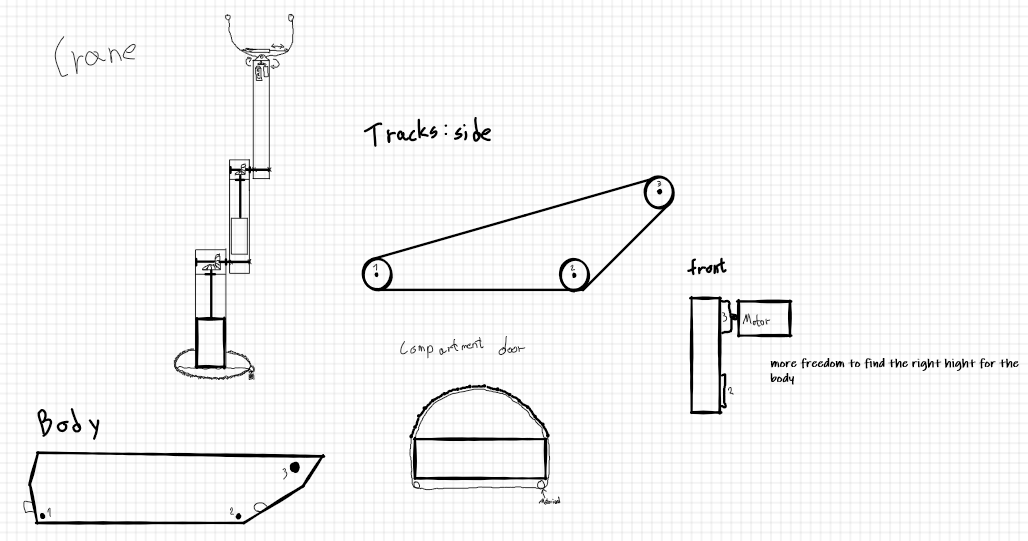 Crane
Tracks: side
1
2
3
front
3
Motor
2
more freedom to find the right hight for the
body
Compartment door
Motorized
Body
1
2
3